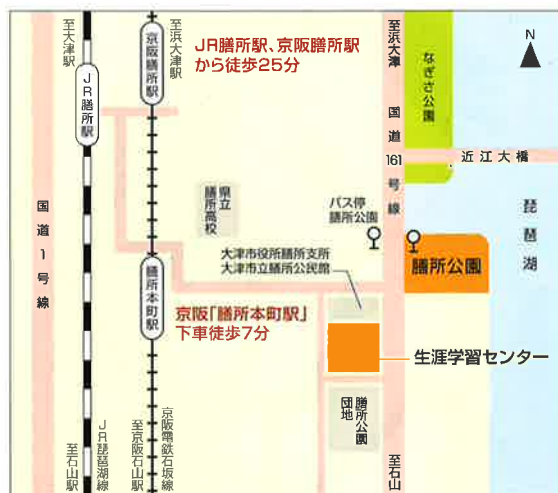 至大津駅
至浜大津駅
京阪膳所駅
JR膳所駅
JR膳所駅、京阪膳所駅
から徒歩25分
至浜大津
国道161号線
なぎさ公園
N
近江大橋
琵琶湖
国道1号線
県立
膳所高校
バス停
膳所公園
大津市役所膳所支所
大津市立膳所公民館
膳所公園
膳所本町駅
京阪「膳所本町駅」
下車徒歩7分
生涯学習センター
膳所公園
団地
JR琵琶湖線
至石山駅
京阪電鉄石坂線
至京阪石山駅
至石山